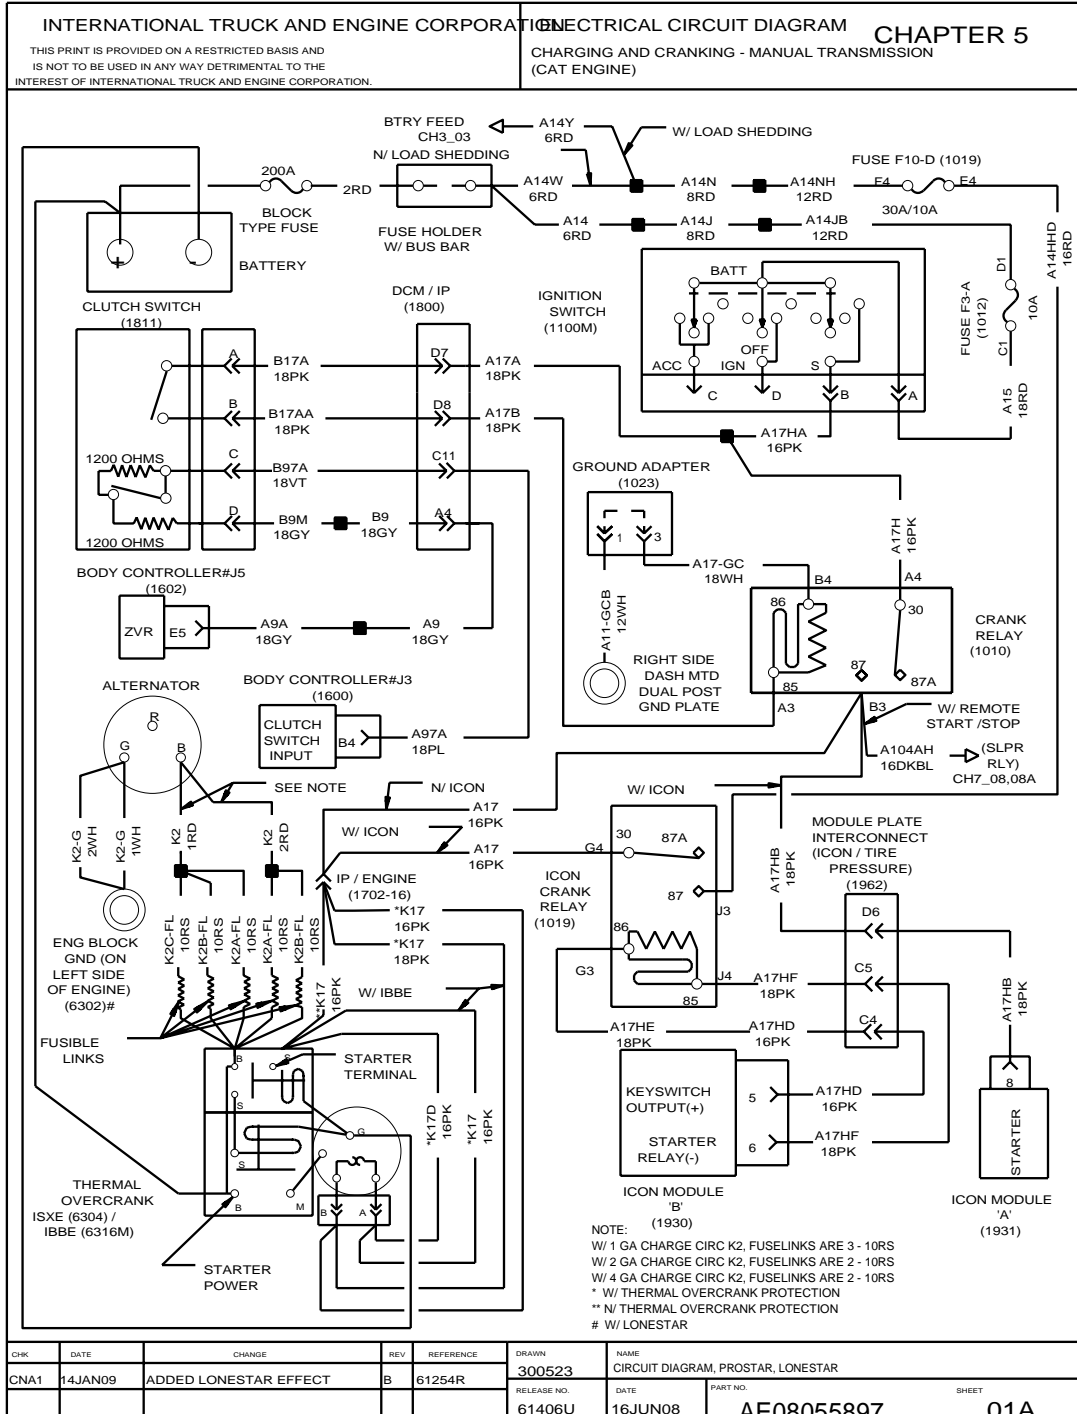 INTERNATIONAL TRUCK AND ENGINE CORPORATION
THIS PRINT IS PROVIDED ON A RESTRICTED BASIS AND
IS NOT TO BE USED IN ANY WAY DETRIMENTAL TO THE
INTEREST OF INTERNATIONAL TRUCK AND ENGINE CORPORATION.
ELECTRICAL CIRCUIT DIAGRAM
CHAPTER 5
CHARGING AND CRANKING - MANUAL TRANSMISSION
(CAT ENGINE)
BTRY FEED
CH3_03
A14Y
6RD
W/ LOAD SHEDDING
N/ LOAD SHEDDING
FUSE F10-D (1019)
200A
2RD
A14W
6RD
A14N
8RD
A14NH
12RD
E4
E4
30A/10A
BLOCK
TYPE FUSE
FUSE HOLDER
W/ BUS BAR
A14
6RD
A14J
8RD
A14JB
12RD
A14HHD
16RD
+
-
BATTERY
BATT
D1
FUSE F3-A
(1012)
10A
C1
CLUTCH SWITCH
(1811)
DCM / IP
(1800)
IGNITION
SWITCH
(1100M)
OFF
ACC
IGN
S
C
D
B
A
A15
18RD
A
B17A
18PK
D7
A17A
18PK
B
B17AA
18PK
D8
A17B
18PK
A17HA
16PK
1200 OHMS
C
B97A
18VT
C11
GROUND ADAPTER
(1023)
1
3
D
B9M
18GY
B9
18GY
A4
1200 OHMS
A17H
16PK
A17-GC
18WH
B4
A4
BODY CONTROLLER#J5
(1602)
ZVR
E5
A9A
18GY
A9
18GY
A11-GCB
12WH
86
30
CRANK
RELAY
(1010)
87
87A
85
A3
B3
RIGHT SIDE
DASH MTD
DUAL POST
GND PLATE
W/ REMOTE
START /STOP
A104AH
16DKBL
(SLPR
RLY)
CH7_08,08A
ALTERNATOR
R
G
B
BODY CONTROLLER#J3
(1600)
CLUTCH
SWITCH
INPUT
B4
A97A
18PL
SEE NOTE
N/ ICON
A17
16PK
W/ ICON
W/ ICON
A17
16PK
K2-G
2WH
K2-G
1WH
K2
1RD
K2
2RD
IP / ENGINE
(1702-16)
*K17
16PK
*K17
18PK
30
G4
87A
87
J3
ICON
CRANK
RELAY
(1019)
86
G3
J4
85
A17HB
18PK
MODULE PLATE
INTERCONNECT
(ICON / TIRE
PRESSURE)
(1962)
D6
C5
C4
A17HF
18PK
A17HE
18PK
A17HD
16PK
A17HB
18PK
ENG BLOCK
GND (ON
LEFT SIDE
OF ENGINE)
(6302)#
K2C-FL
10RS
K2B-FL
10RS
K2A-FL
10RS
K2A-FL
10RS
K2B-FL
10RS
**K17
16PK
W/ IBBE
FUSIBLE
LINKS
B
S
STARTER
TERMINAL
S
S
G
B
M
B
A
*K17D
16PK
*K17
16PK
THERMAL
OVERCRANK
ISXE (6304) /
IBBE (6316M)
STARTER
POWER
KEYSWITCH
OUTPUT(+)
5
A17HD
16PK
STARTER
RELAY(-)
6
A17HF
18PK
ICON MODULE
'B'
(1930)
8
STARTER
ICON MODULE
'A'
(1931)
NOTE:
W/ 1 GA CHARGE CIRC K2, FUSELINKS ARE 3 - 10RS
W/ 2 GA CHARGE CIRC K2, FUSELINKS ARE 2 - 10RS
W/ 4 GA CHARGE CIRC K2, FUSELINKS ARE 2 - 10RS
* W/ THERMAL OVERCRANK PROTECTION
** N/ THERMAL OVERCRANK PROTECTION
# W/ LONESTAR
CHK DATE CHANGE REV REFERENCE
CNA1 14JAN09 ADDED LONESTAR EFFECT B 61254R
DRAWN
300523
NAME
CIRCUIT DIAGRAM, PROSTAR, LONESTAR
RELEASE NO.
61406U
DATE
16JUN08
PART NO.
AE08055897
SHEET
01A